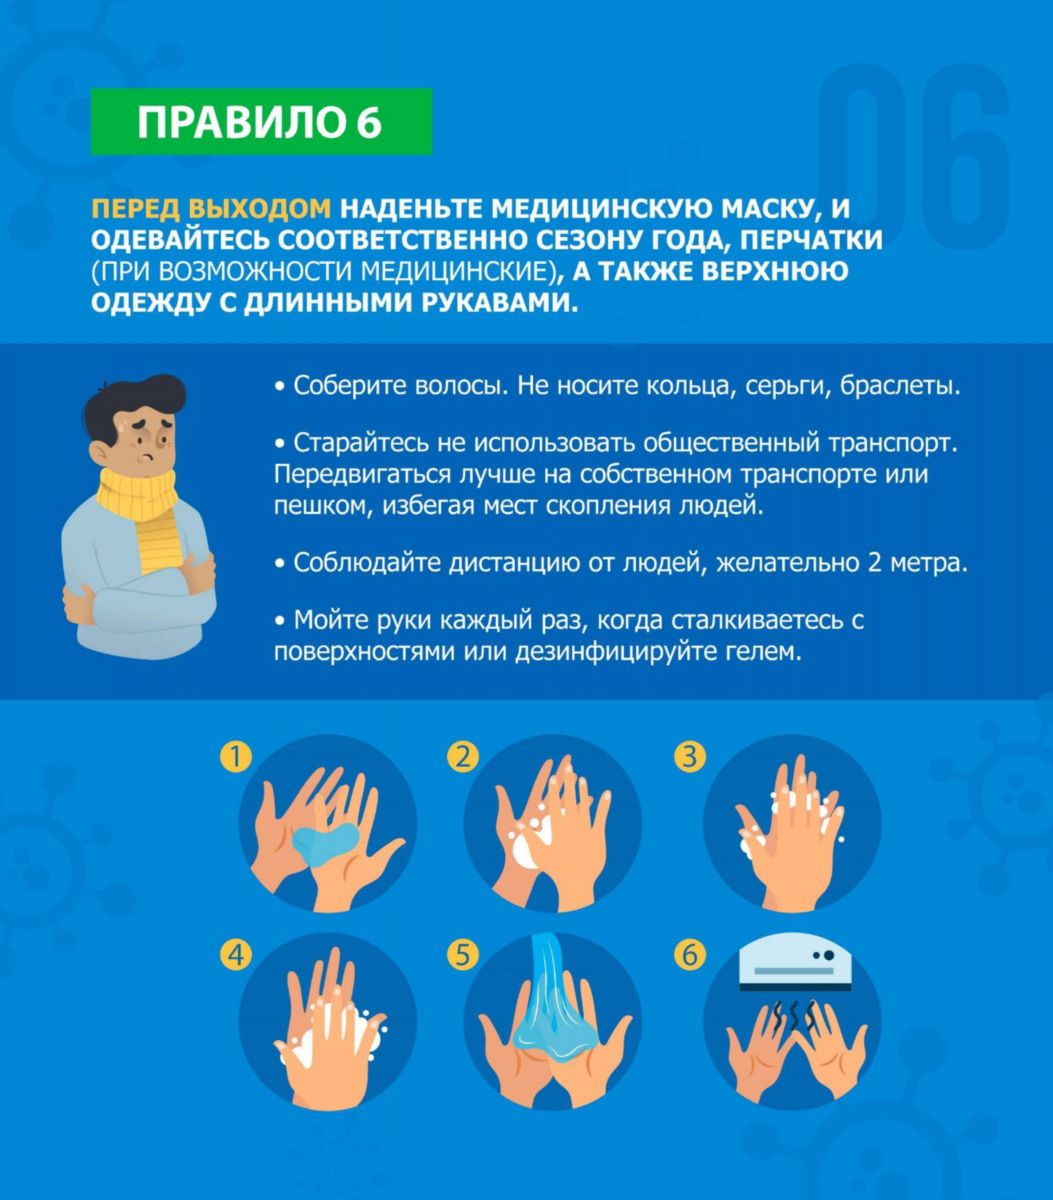 06
ПРАВИЛО 6
ПЕРЕД ВЫХОДОМ НАДЕНЬТЕ МЕДИЦИНСКУЮ МАСКУ, И
ОДЕВАЙТЕСЬ СООТВЕТСТВЕННО СЕЗОНУ ГОДА, ПЕРЧАТКИ
(ПРИ ВОЗМОЖНОСТИ МЕДИЦИНСКИЕ), А ТАКЖЕ ВЕРХНЮЮ
ОДЕЖДУ С ДЛИННЫМИ РУКАВАМИ.
• Соберите волосы. Не носите кольца, серьги, браслеты.
• Старайтесь не использовать общественный транспорт.
Передвигаться лучше на собственном транспорте или
пешком, избегая мест скопления людей.
• Соблюдайте дистанцию от людей, желательно 2 метра.
• Мойте руки каждый раз, когда сталкиваетесь с
поверхностями или дезинфицируйте гелем.
1
2
3
4
5
6